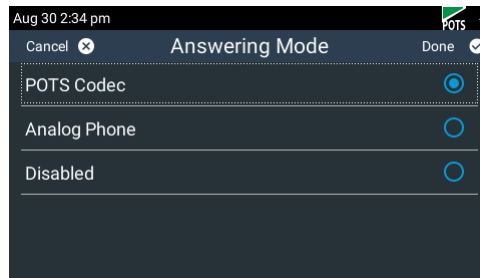 Aug 30 2:34 pm
POTS
Cancel
Answering Mode
Done
POTS Codec
Analog Phone
Disabled